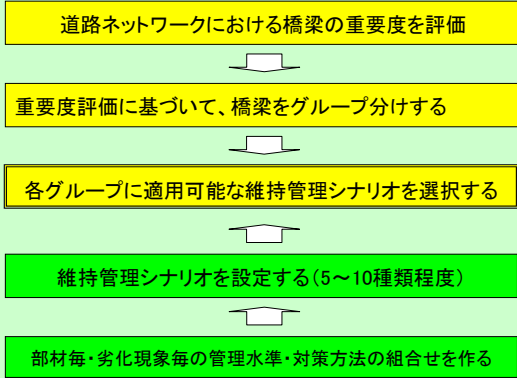 道路ネットワークにおける橋梁の重要度を評価
重要度評価に基づいて、橋梁をグループ分けする
各グループに適用可能な維持管理シナリオを選択する
維持管理シナリオを設定する(5～10種類程度)
部材毎・劣化現象毎の管理水準・対策方法の組合せを作る